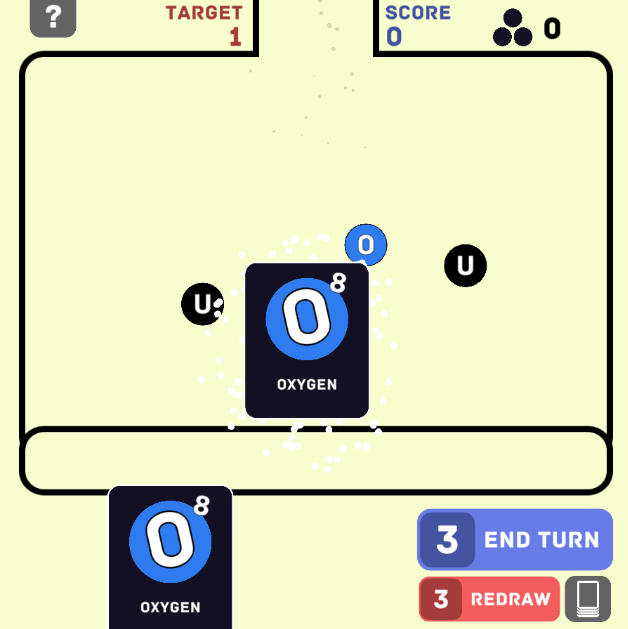 ?
TARGET
1
SCORE
0
0
O
U
U
8
O
OXYGEN
8
O
OXYGEN
3 END TURN
3 REDRAW